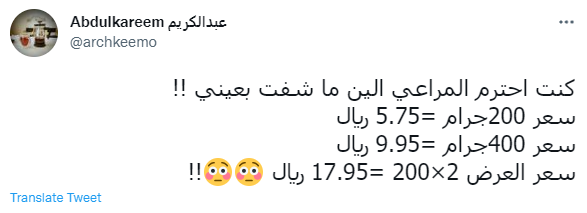 Abdulkareem عبدالكريم
@archkeemo
كنت احترم المراعي الين ما شفت بعيني !!
سعر 200جرام =5.75 ريال
سعر 400جرام =9.95 ريال
سعر العرض 2×200 =17.95 ريال 😳😳!!
Translate Tweet